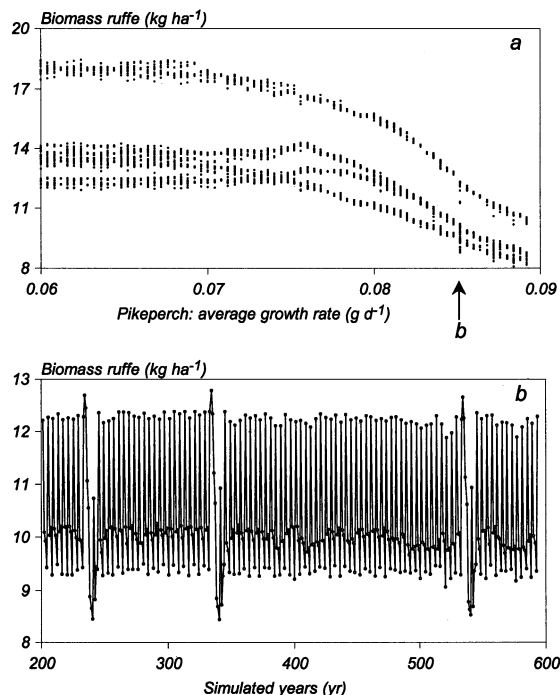 Biomass ruffe (kg ha-1)
a
20
17
14
11
8
0.06 0.07 0.08 0.09
Pikeperch: average growth rate (g d-1)
b
Biomass ruffe (kg ha-1)
b
13
12
11
10
9
8
200 300 400 500 600
Simulated years (yr)